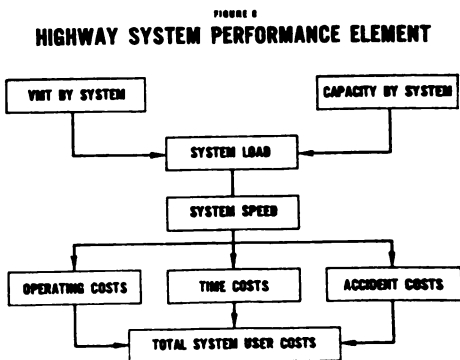 FIGURE 6
HIGHWAY SYSTEM PERFORMANCE ELEMENT
VMT BY SYSTEM
CAPACITY BY SYSTEM
SYSTEM LOAD
SYSTEM SPEED
OPERATING COSTS
TIME COSTS
ACCIDENT COSTS
TOTAL SYSTEM USER COSTS